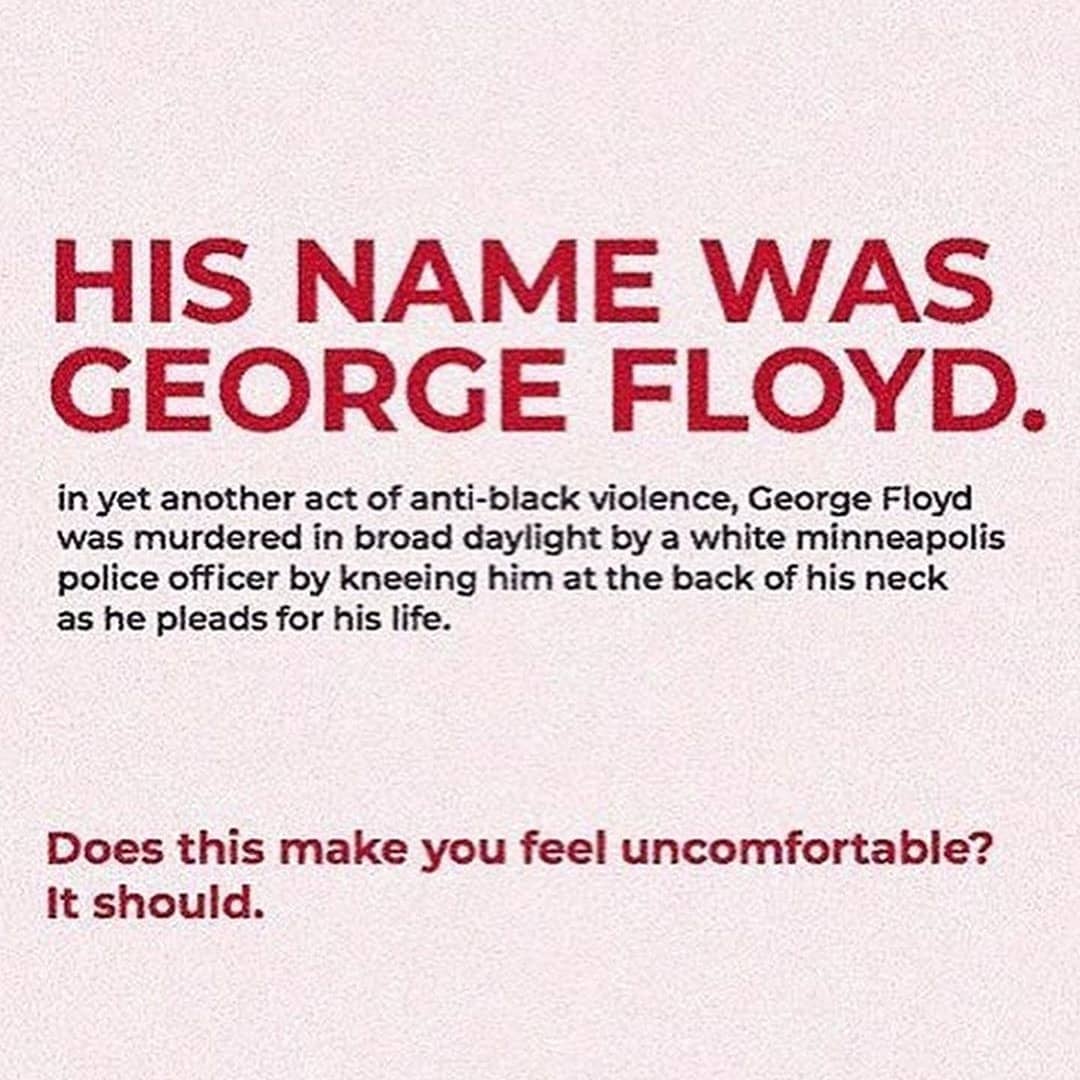 HIS NAME WAS
GEORGE FLOYD.
in yet another act of anti-black violence, George Floyd
was murdered in broad daylight by a white minneapolis
police officer by kneeing him at the back of his neck
as he pleads for his life.
Does this make you feel uncomfortable?
It should.